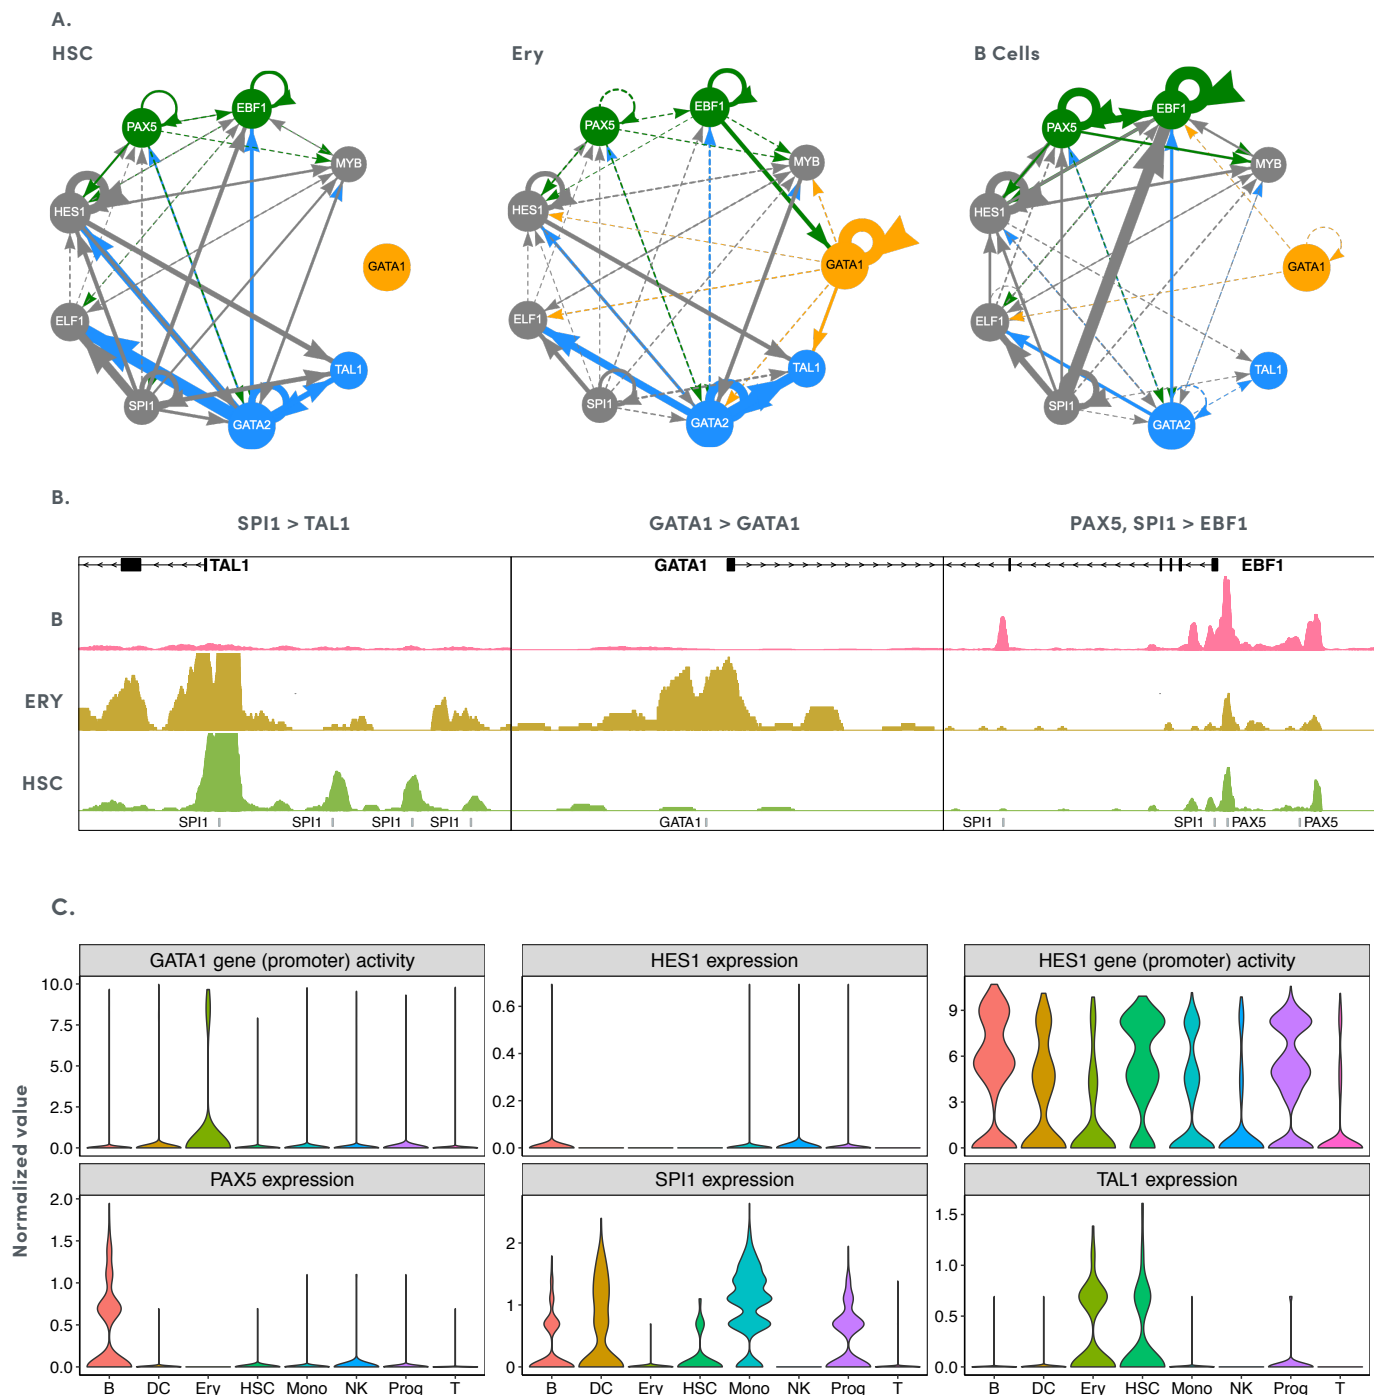 A.
HSC
Ery
B Cells
PAX5
EBF1
MYB
HES1
GATA1
ELF1
TAL1
SPI1
GATA2
PAX5
EBF1
MYB
HES1
GATA1
ELF1
TAL1
SPI1
GATA2
PAX5
EBF1
MYB
HES1
GATA1
ELF1
TAL1
SPI1
GATA2
B.
SPI1 > TAL1
GATA1 > GATA1
PAX5, SPI1 > EBF1
TAL1
GATA1
EBF1
B
ERY
HSC
SPI1 SPI1 SPI1 SPI1
GATA1
SPI1 SPI1 PAX5 PAX5
C.
Normalized value
GATA1 gene (promoter) activity
10.0
7.5
5.0
2.5
0.0
HES1 expression
0.6
0.4
0.2
0.0
HES1 gene (promoter) activity
9
6
3
0
PAX5 expression
2.0
1.5
1.0
0.5
0.0
B DC Ery HSC Mono NK Prog T
SPI1 expression
2
1
0
B DC Ery HSC Mono NK Prog T
TAL1 expression
1.5
1.0
0.5
0.0
B DC Ery HSC Mono NK Prog T